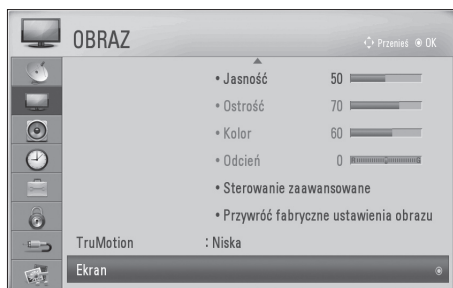 OBRAZ
Przenieś OK
• Jasność 50
• Ostrość 70
• Kolor 60
• Odcień 0
• Sterowanie zaawansowane
• Przywróć fabryczne ustawienia obrazu
TruMotion : Niska
Ekran